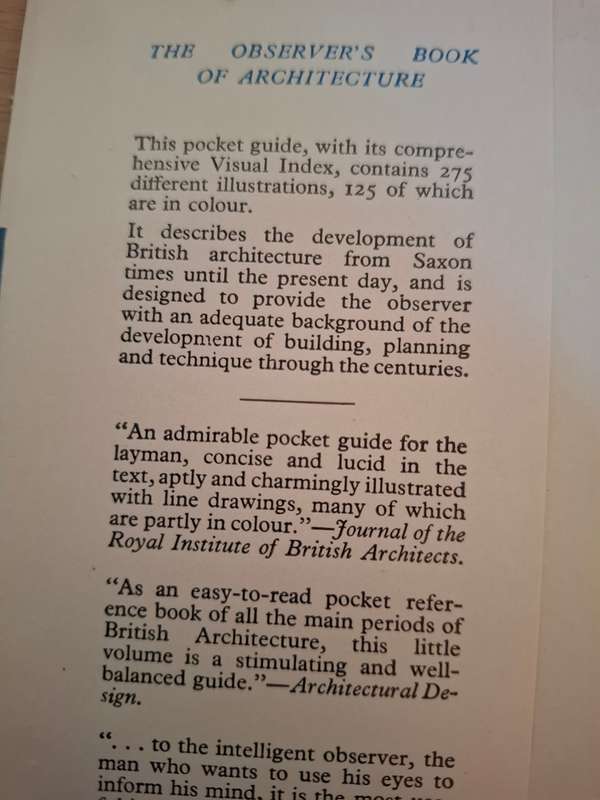 THE OBSERVER'S BOOK
OF ARCHITECTURE
This pocket guide, with its compre-
hensive Visual Index, contains 275
different illustrations, 125 of which
are in colour.
It describes the development of
British architecture from Saxon
times until the present day, and is
designed to provide the observer
with an adequate background of the
development of building, planning
and technique through the centuries.
“An admirable pocket guide for the
layman, concise and lucid in the
text, aptly and charmingly illustrated
with line drawings, many of which
are partly in colour.”—Journal of the
Royal Institute of British Architects.
“As an easy-to-read pocket refer-
ence book of all the main periods of
British Architecture, this little
volume is a stimulating and well-
balanced guide.”—Architectural De-
sign.
“. . . to the intelligent observer, the
man who wants to use his eyes to
inform his mind, it is the most